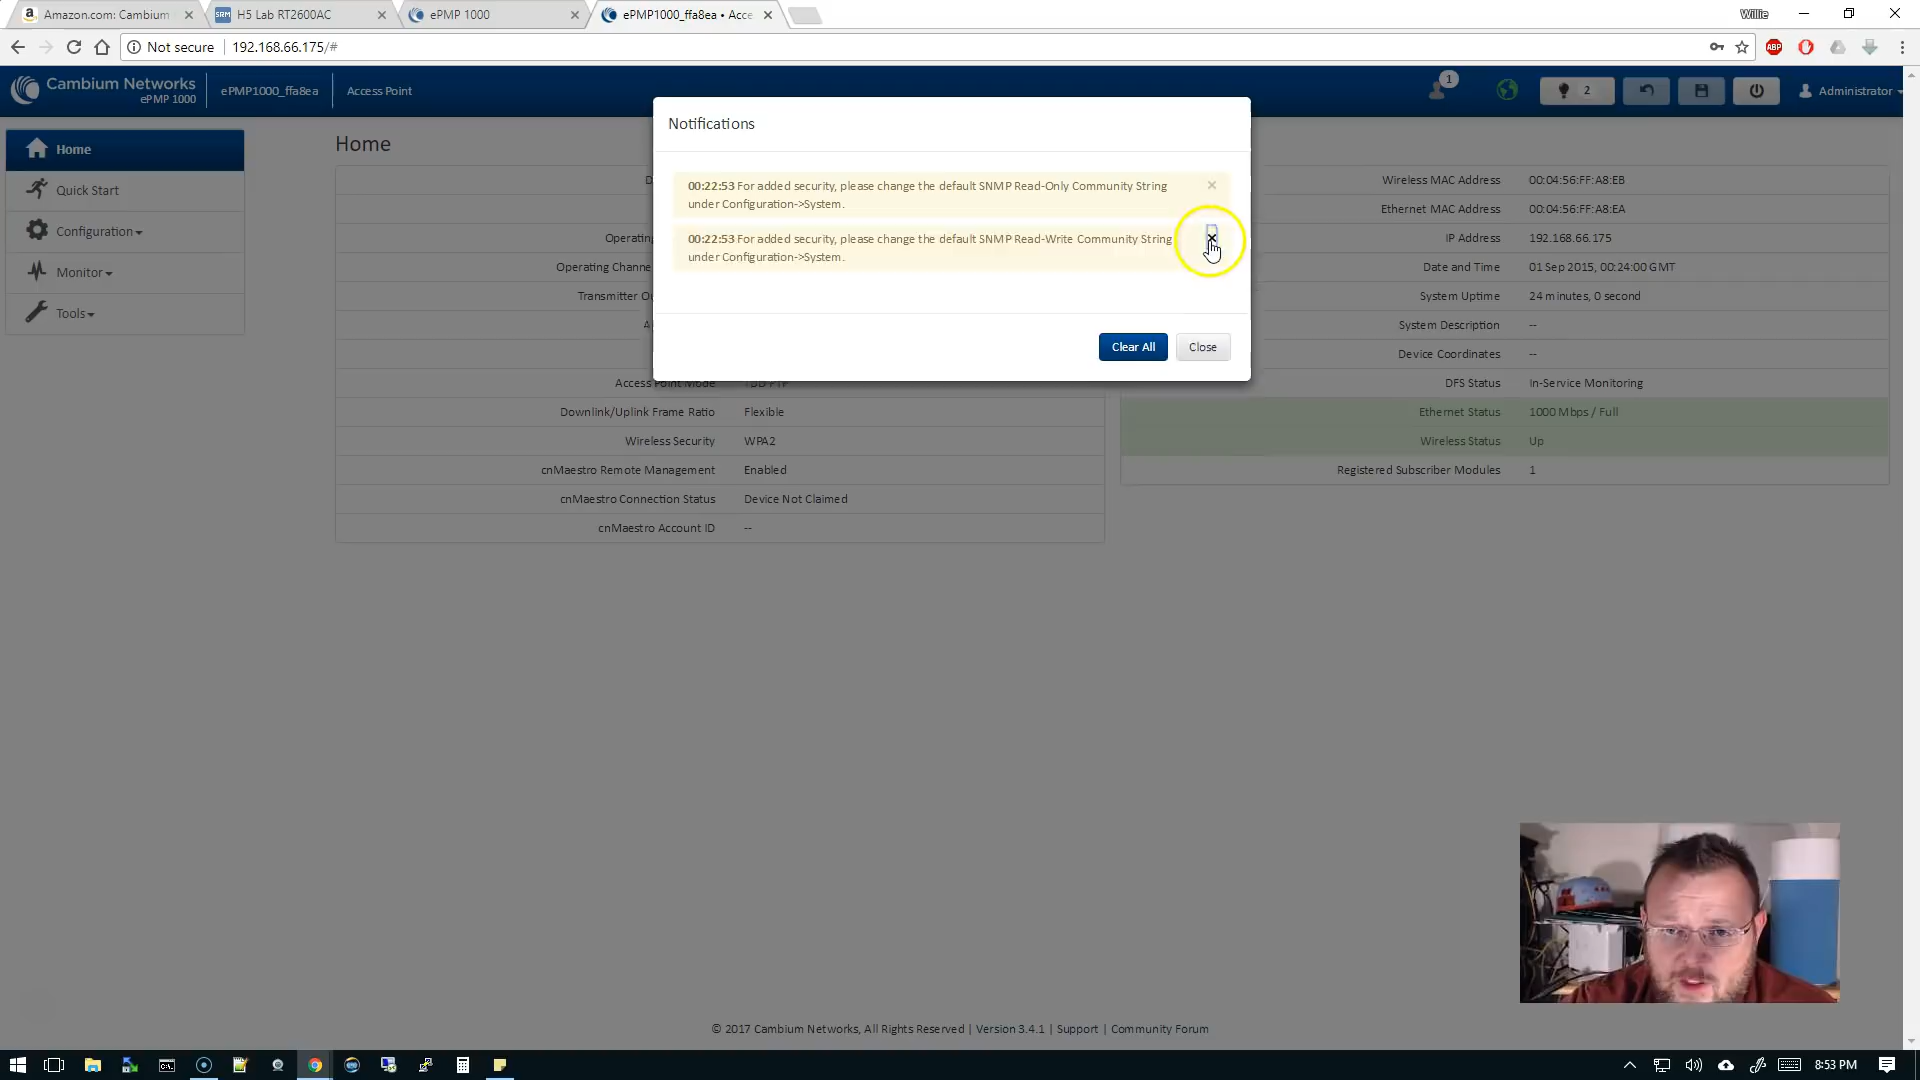 Amazon.com: Cambium
SRM H5 Lab RT2600AC
ePMP 1000
ePMP1000_ffa8ea • Acce
Willie
Not secure 192.168.66.175/#
ABP
Cambium Networks
ePMP 1000
ePMP1000_ffa8ea
Access Point
1
2
Administrator
Home
Quick Start
Configuration
Monitor
Tools
Home
Notifications
00:22:53 For added security, please change the default SNMP Read-Only Community String
under Configuration->System.
00:22:53 For added security, please change the default SNMP Read-Write Community String
under Configuration->System.
Clear All
Close
Operating Chann
Downlink/Uplink Frame Ratio Flexible
Wireless Security WPA2
cnMaestro Remote Management Enabled
cnMaestro Connection Status Device Not Claimed
cnMaestro Account ID --
Wireless MAC Address 00:04:56:FF:A8:EB
Ethernet MAC Address 00:04:56:FF:A8:EA
IP Address 192.168.66.175
Date and Time 01 Sep 2015, 00:24:00 GMT
System Uptime 24 minutes, 0 second
System Description --
Device Coordinates --
DFS Status In-Service Monitoring
Ethernet Status 1000 Mbps / Full
Wireless Status Up
Registered Subscriber Modules 1
© 2017 Cambium Networks, All Rights Reserved | Version 3.4.1 | Support | Community Forum
8:53 PM